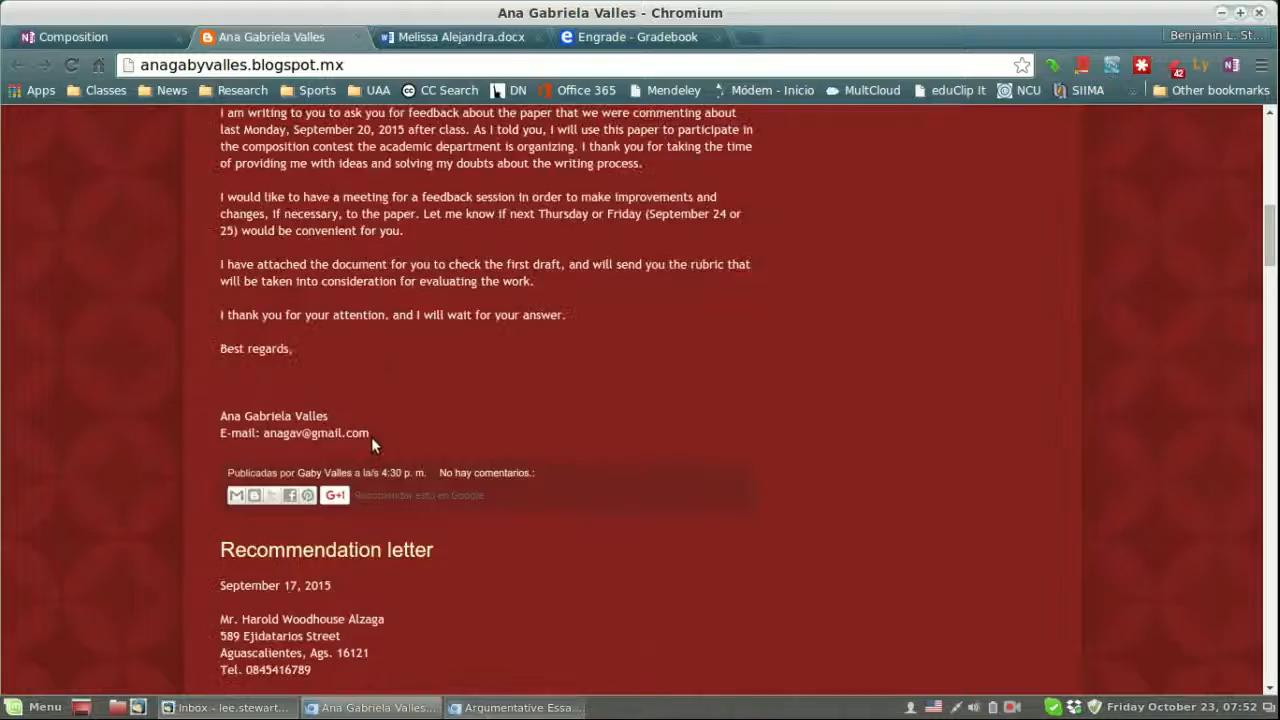 Ana Gabriela Valles - Chromium
Composition
Ana Gabriela Valles
Melissa Alejandra.docx
Engrade - Gradebook
Benjamin L. St...
anagabyvalles.blogspot.mx
42
Apps Classes News Research Sports UAA CC Search DN Office 365 Mendeley Módem - Inicio MultCloud eduClip It NCU SIIMA Other bookmarks
I am writing to you to ask you for feedback about the paper that we were commenting about
last Monday, September 20, 2015 after class. As I told you, I will use this paper to participate in
the composition contest the academic department is organizing. I thank you for taking the time
of providing me with ideas and solving my doubts about the writing process.
I would like to have a meeting for a feedback session in order to make improvements and
changes, if necessary, to the paper. Let me know if next Thursday or Friday (September 24 or
25) would be convenient for you.
I have attached the document for you to check the first draft, and will send you the rubric that
will be taken into consideration for evaluating the work.
I thank you for your attention, and I will wait for your answer.
Best regards,
Ana Gabriela Valles
E-mail: anagav@gmail.com
Publicadas por Gaby Valles a la/s 4:30 p. m. No hay comentarios.:
G+1 Recomendar esto en Google
Recommendation letter
September 17, 2015
Mr. Harold Woodhouse Alzaga
589 Ejidatarios Street
Aguascalientes, Ags. 16121
Tel. 0845416789
Menu
Inbox - lee.stewart...
Ana Gabriela Valles...
Argumentative Essa...
Friday October 23, 07:52